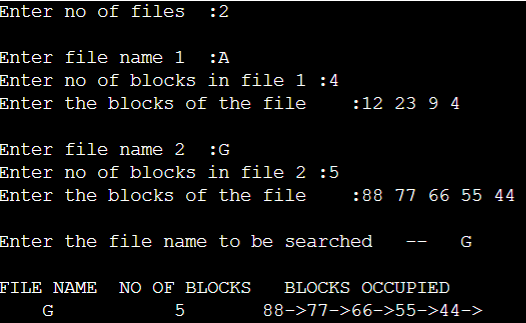 Enter no of files  :2
Enter file name 1  :A
Enter no of blocks in file 1 :4
Enter the blocks of the file    :12 23 9 4
Enter file name 2  :G
Enter no of blocks in file 2 :5
Enter the blocks of the file    :88 77 66 55 44
Enter the file name to be searched   --   G
FILE NAME  NO OF BLOCKS   BLOCKS OCCUPIED
G           5       88->77->66->55->44->